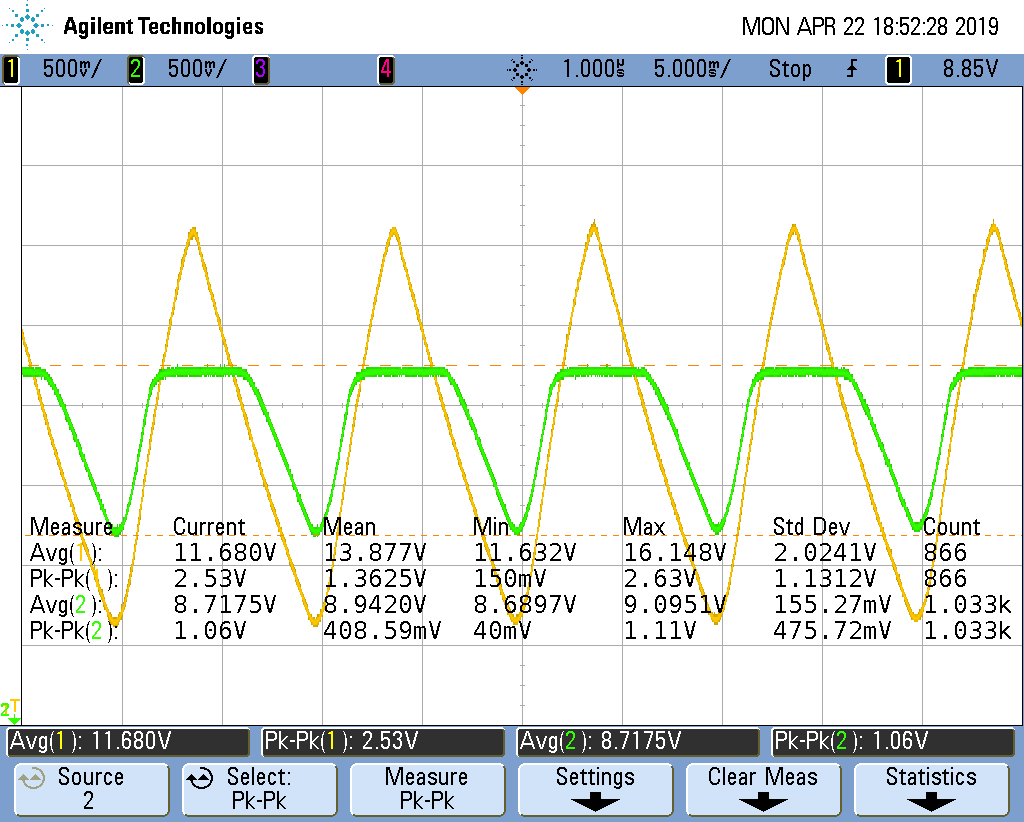 Agilent Technologies MON APR 22 18:52:28 2019
1 500mV/ 2 500mV/ 3 4 1.000s 5.000ms/ Stop 1 8.85V
Measure Current Mean Min Max Std Dev Count
Avg(1): 11.680V 13.877V 11.632V 16.148V 2.0241V 866
Pk-Pk(1): 2.53V 1.3625V 150mV 2.63V 1.1312V 866
Avg(2): 8.7175V 8.9420V 8.6897V 9.0951V 155.27mV 1.033k
Pk-Pk(2): 1.06V 408.59mV 40mV 1.11V 475.72mV 1.033k
2 T
Avg(1): 11.680V Pk-Pk(1): 2.53V Avg(2): 8.7175V Pk-Pk(2): 1.06V
Source Select: Measure Settings Clear Meas Statistics
2 Pk-Pk Pk-Pk